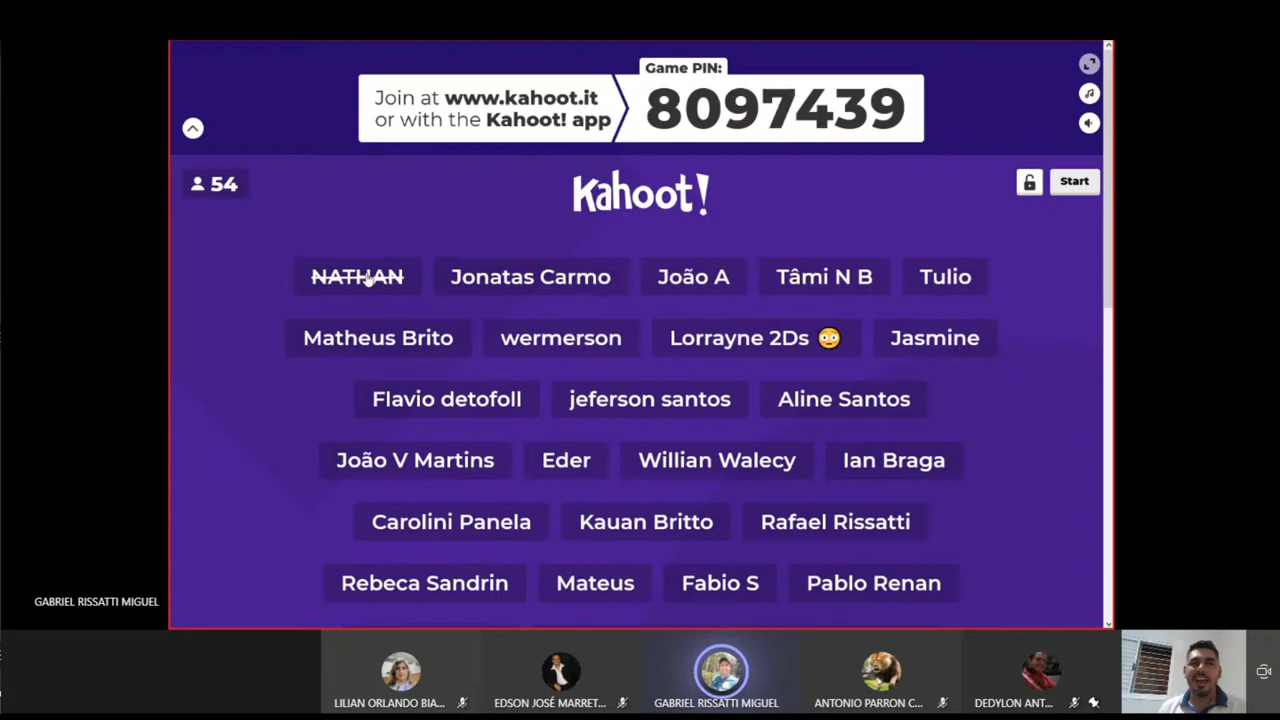 Game PIN:
Join at www.kahoot.it
or with the Kahoot! app
8097439
54
Kahoot!
Start
NATHAN Jonatas Carmo João A Tâmi N B Tulio
Matheus Brito wermerson Lorrayne 2Ds 😳 Jasmine
Flavio detofoll jeferson santos Aline Santos
João V Martins Eder Willian Walecy Ian Braga
Carolini Panela Kauan Britto Rafael Rissatti
Rebeca Sandrin Mateus Fabio S Pablo Renan
GABRIEL RISSATTI MIGUEL
LILIAN ORLANDO BIA... EDSON JOSÉ MARRET... GABRIEL RISSATTI MIGUEL ANTONIO PARRON C... DEDYLON ANT...